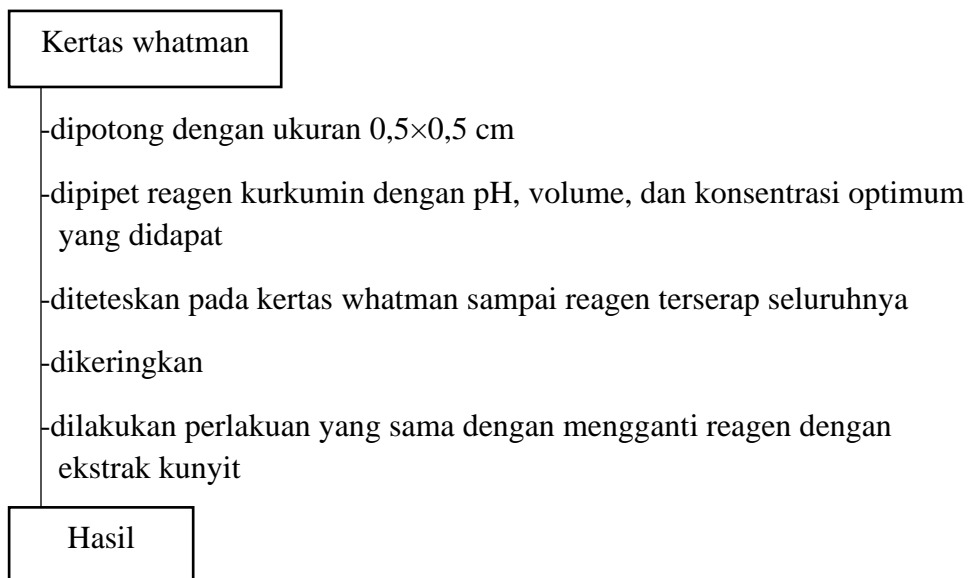 Kertas whatman
-dipotong dengan ukuran 0,5×0,5 cm
-dipipet reagen kurkumin dengan pH, volume, dan konsentrasi optimum
yang didapat
-diteteskan pada kertas whatman sampai reagen terserap seluruhnya
-dikeringkan
-dilakukan perlakuan yang sama dengan mengganti reagen dengan
ekstrak kunyit
Hasil